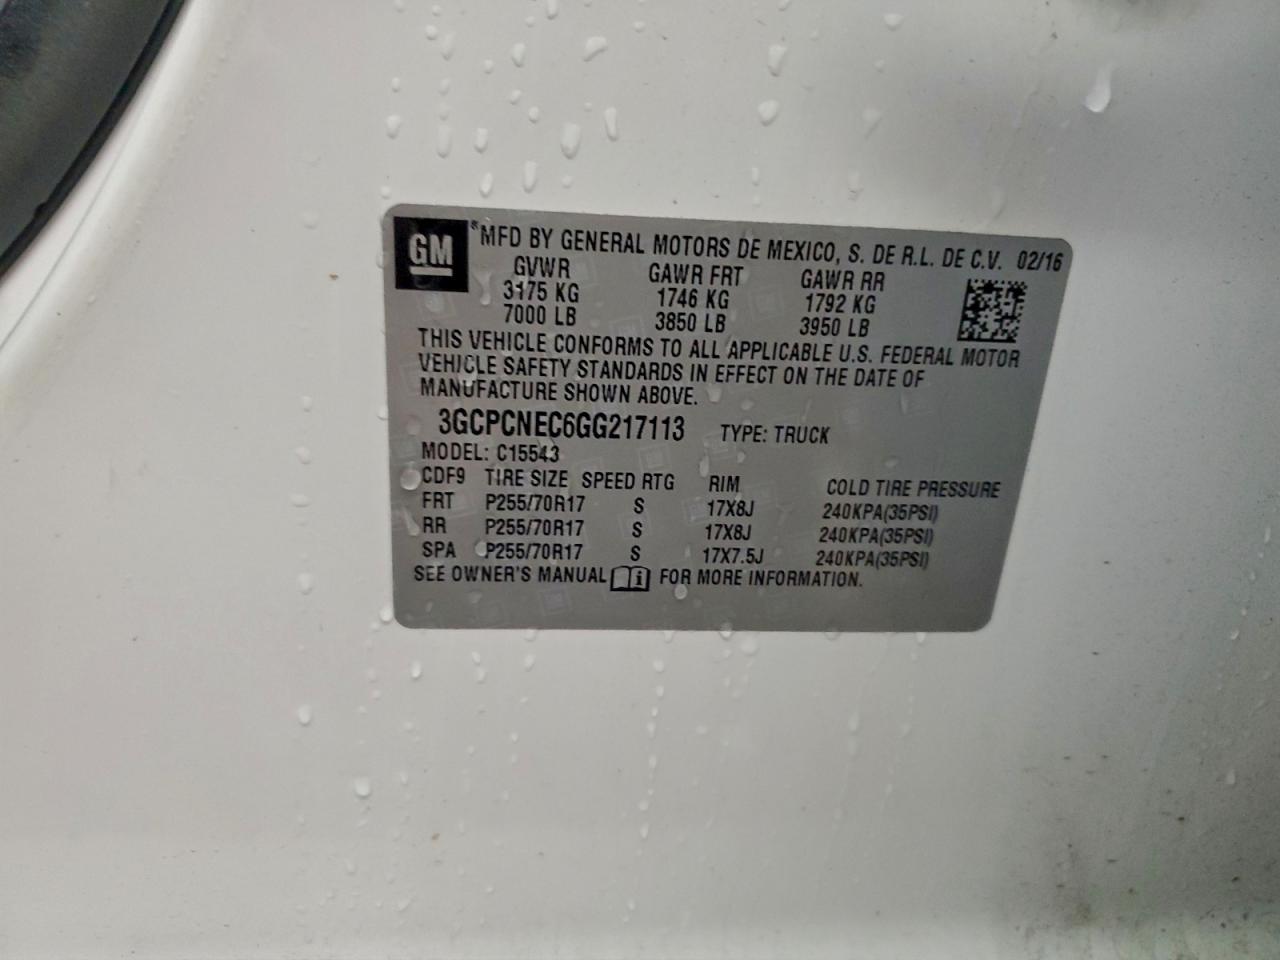 GM
*MFD BY GENERAL MOTORS DE MEXICO, S. DE R.L. DE C.V. 02/16
GVWR GAWR FRT GAWR RR
3175 KG 1746 KG 1792 KG
7000 LB 3850 LB 3950 LB
THIS VEHICLE CONFORMS TO ALL APPLICABLE U.S. FEDERAL MOTOR
VEHICLE SAFETY STANDARDS IN EFFECT ON THE DATE OF
MANUFACTURE SHOWN ABOVE.
3GCPCNEC6GG217113 TYPE: TRUCK
MODEL: C15543
CDF9 TIRE SIZE SPEED RTG RIM COLD TIRE PRESSURE
FRT P255/70R17 S 17X8J 240KPA(35PSI)
RR P255/70R17 S 17X8J 240KPA(35PSI)
SPA P255/70R17 S 17X7.5J 240KPA(35PSI)
SEE OWNER'S MANUAL i FOR MORE INFORMATION.